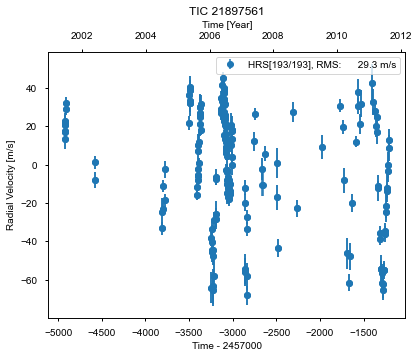 TIC 21897561
Time [Year]
2002 2004 2006 2008 2010 2012
HRS[193/193], RMS: 29.3 m/s
Radial Velocity [m/s]
40
20
0
−20
−40
−60
−5000 −4500 −4000 −3500 −3000 −2500 −2000 −1500
Time - 2457000